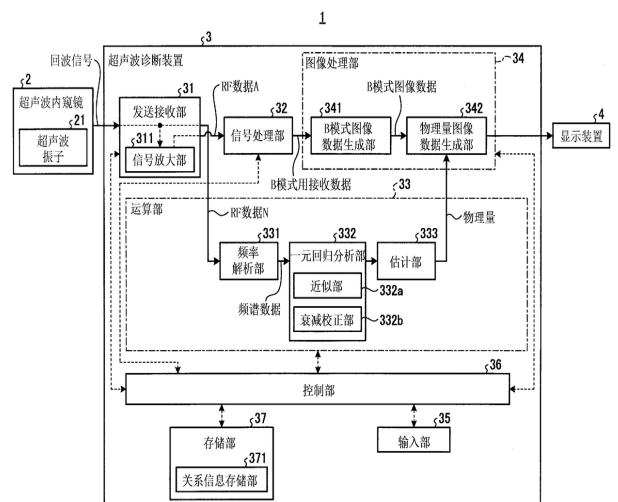 1
3
回波信号
超声波诊断装置
34
图像处理部
2
31
RF数据A
B模式图像数据
超声波内窥镜
发送接收部
32
341
342
4
21
311
信号处理部
B模式图像
数据生成部
物理量图像
数据生成部
显示装置
超声波
振子
信号放大部
B模式用接收数据
33
运算部
RF数据N
物理量
331
332
333
频率
解析部
一元回归分析部
估计部
近似部
332a
频谱数据
衰减校正部
332b
36
控制部
37
35
存储部
输入部
371
关系信息存储部